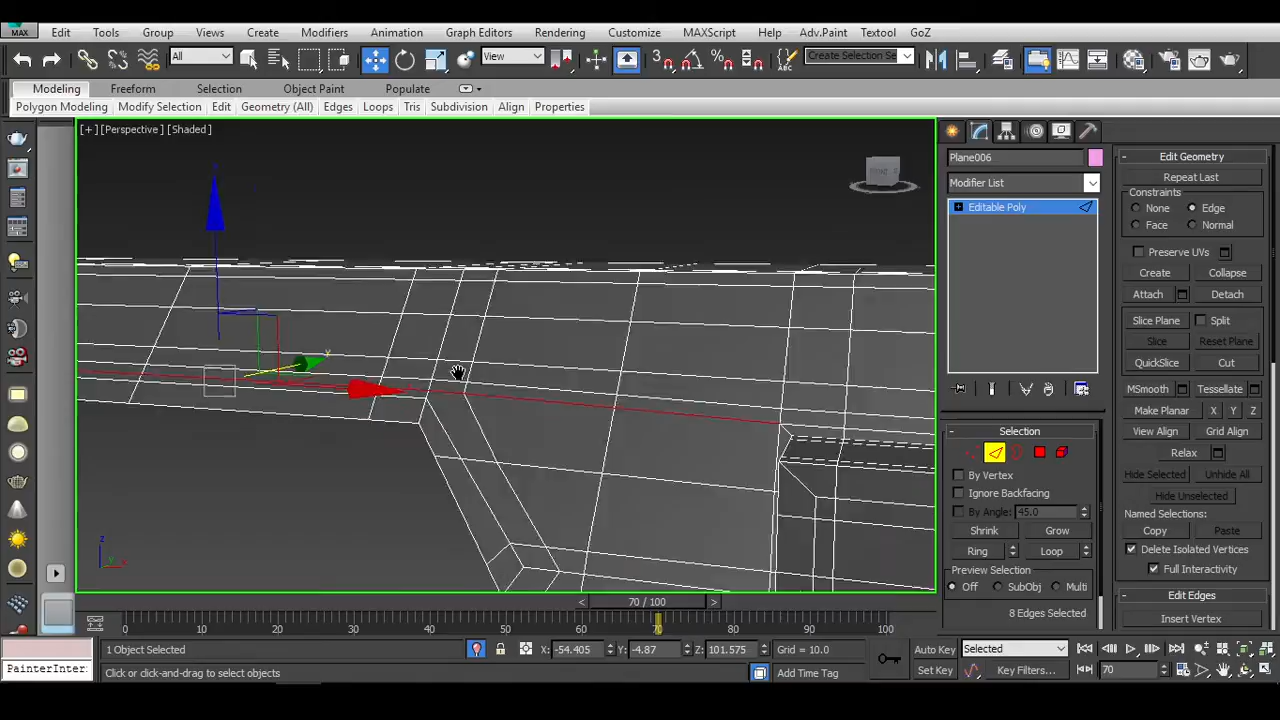 MAX Edit Tools Group Views Create Modifiers Animation Graph Editors Rendering Customize MAXScript Help Adv.Paint Textool GoZ
All View 3 Create Selection Se
Modeling Freeform Selection Object Paint Populate
Polygon Modeling Modify Selection Edit Geometry (All) Edges Loops Tris Subdivision Align Properties
[+] [Perspective] [Shaded]
Plane006
Modifier List
Editable Poly
- Edit Geometry
Repeat Last
Constraints
None Edge
Face Normal
Preserve UVs
Create Collapse
Attach Detach
Slice Plane Split
Slice Reset Plane
QuickSlice Cut
MSmooth Tessellate
Make Planar X Y Z
View Align Grid Align
Relax
Hide Selected Unhide All
Hide Unselected
Named Selections:
Copy Paste
Delete Isolated Vertices
Full Interactivity
- Edit Edges
Insert Vertex
- Selection
By Vertex
Ignore Backfacing
By Angle: 45.0
Shrink Grow
Ring Loop
Preview Selection
Off SubObj Multi
8 Edges Selected
70 / 100
0 10 20 30 40 50 60 70 80 90 100
1 Object Selected X: -54.405 Y: -4.87 Z: 101.575 Grid = 10.0 Auto Key Selected
PainterInter Click or click-and-drag to select objects Add Time Tag Set Key Key Filters... 70